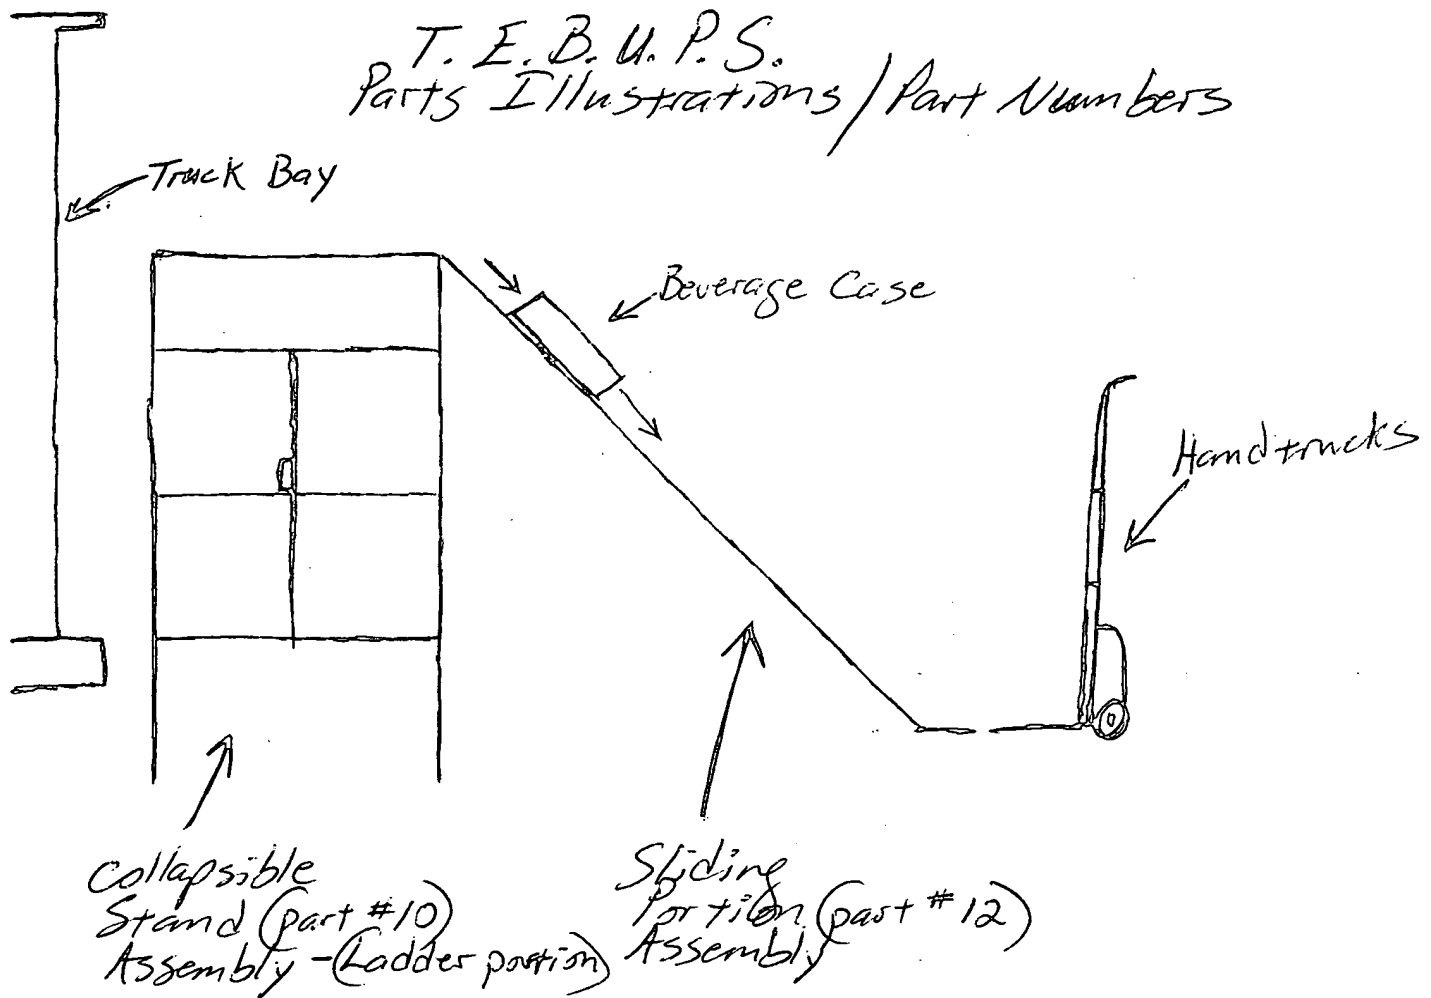 T. E. B. U. P. S.
Parts Illustrations / Part Numbers
Truck Bay
Beverage Case
Handtrucks
Collapsible
Stand (part #10)
Assembly - (Ladder portion)
Sliding
Portion (part #12)
Assembly